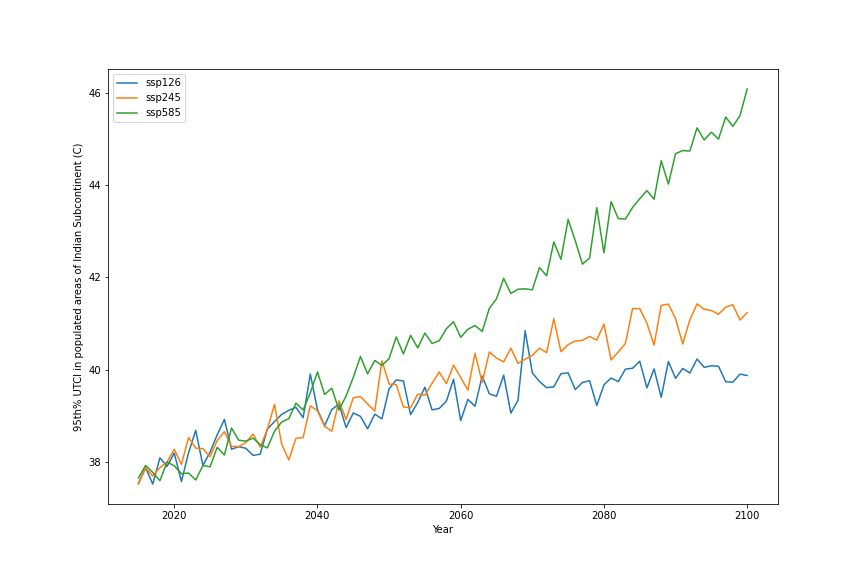 ssp126
ssp245
ssp585
46
44
42
40
38
95th% UTCI in populated areas of Indian Subcontinent (C)
2020 2040 2060 2080 2100
Year